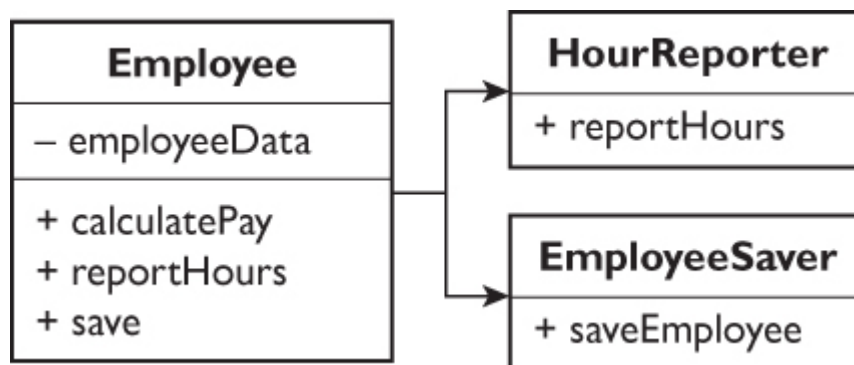 Employee
– employeeData
+ calculatePay
+ reportHours
+ save
HourReporter
+ reportHours
EmployeeSaver
+ saveEmployee